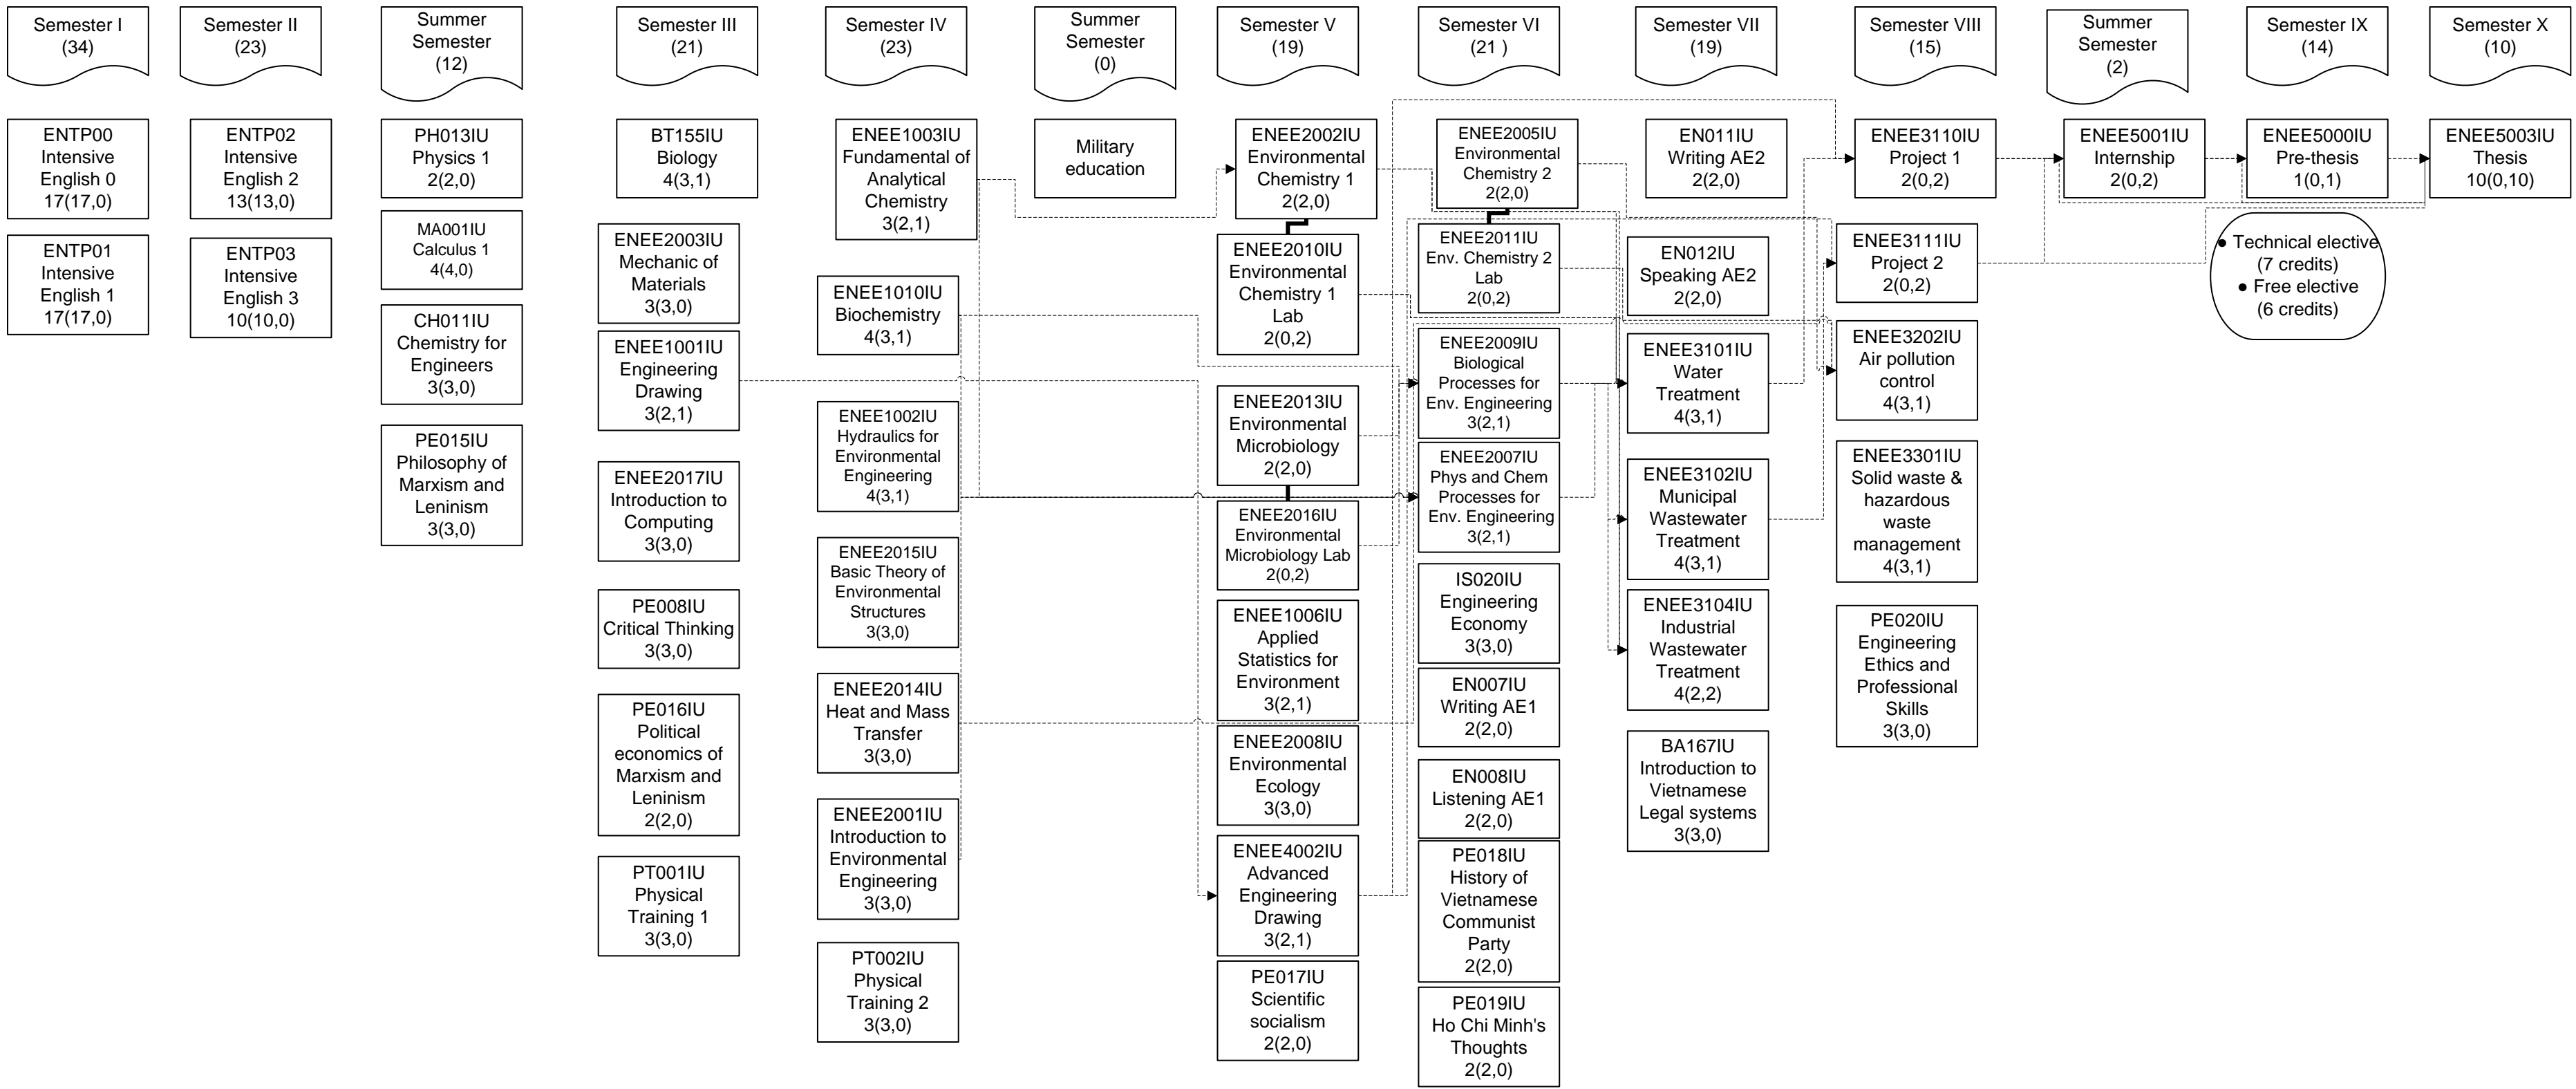 Semester I
(34)
Semester II
(23)
Summer
Semester
(12)
Semester III
(21)
Semester IV
(23)
Summer
Semester
(0)
Semester V
(19)
Semester VI
(21 )
Semester VII
(19)
Semester VIII
(15)
Summer
Semester
(2)
Semester IX
(14)
Semester X
(10)
ENTP00
Intensive
English 0
17(17,0)
ENTP01
Intensive
English 1
17(17,0)
ENTP02
Intensive
English 2
13(13,0)
ENTP03
Intensive
English 3
10(10,0)
PH013IU
Physics 1
2(2,0)
MA001IU
Calculus 1
4(4,0)
CH011IU
Chemistry for
Engineers
3(3,0)
PE015IU
Philosophy of
Marxism and
Leninism
3(3,0)
BT155IU
Biology
4(3,1)
ENEE2003IU
Mechanic of
Materials
3(3,0)
ENEE1001IU
Engineering
Drawing
3(2,1)
ENEE2017IU
Introduction to
Computing
3(3,0)
PE008IU
Critical Thinking
3(3,0)
PE016IU
Political
economics of
Marxism and
Leninism
2(2,0)
PT001IU
Physical
Training 1
3(3,0)
ENEE1003IU
Fundamental of
Analytical
Chemistry
3(2,1)
ENEE1010IU
Biochemistry
4(3,1)
ENEE1002IU
Hydraulics for
Environmental
Engineering
4(3,1)
ENEE2015IU
Basic Theory of
Environmental
Structures
3(3,0)
ENEE2014IU
Heat and Mass
Transfer
3(3,0)
ENEE2001IU
Introduction to
Environmental
Engineering
3(3,0)
PT002IU
Physical
Training 2
3(3,0)
Military
education
ENEE2002IU
Environmental
Chemistry 1
2(2,0)
ENEE2010IU
Environmental
Chemistry 1
Lab
2(0,2)
ENEE2013IU
Environmental
Microbiology
2(2,0)
ENEE2016IU
Environmental
Microbiology Lab
2(0,2)
ENEE1006IU
Applied
Statistics for
Environment
3(2,1)
ENEE2008IU
Environmental
Ecology
3(3,0)
ENEE4002IU
Advanced
Engineering
Drawing
3(2,1)
PE017IU
Scientific
socialism
2(2,0)
ENEE2005IU
Environmental
Chemistry 2
2(2,0)
ENEE2011IU
Env. Chemistry 2
Lab
2(0,2)
ENEE2009IU
Biological
Processes for
Env. Engineering
3(2,1)
ENEE2007IU
Phys and Chem
Processes for
Env. Engineering
3(2,1)
IS020IU
Engineering
Economy
3(3,0)
EN007IU
Writing AE1
2(2,0)
EN008IU
Listening AE1
2(2,0)
PE018IU
History of
Vietnamese
Communist
Party
2(2,0)
PE019IU
Ho Chi Minh's
Thoughts
2(2,0)
EN011IU
Writing AE2
2(2,0)
EN012IU
Speaking AE2
2(2,0)
ENEE3101IU
Water
Treatment
4(3,1)
ENEE3102IU
Municipal
Wastewater
Treatment
4(3,1)
ENEE3104IU
Industrial
Wastewater
Treatment
4(2,2)
BA167IU
Introduction to
Vietnamese
Legal systems
3(3,0)
ENEE3110IU
Project 1
2(0,2)
ENEE3111IU
Project 2
2(0,2)
ENEE3202IU
Air pollution
control
4(3,1)
ENEE3301IU
Solid waste &
hazardous
waste
management
4(3,1)
PE020IU
Engineering
Ethics and
Professional
Skills
3(3,0)
ENEE5001IU
Internship
2(0,2)
ENEE5000IU
Pre-thesis
1(0,1)
● Technical elective
(7 credits)
● Free elective
(6 credits)
ENEE5003IU
Thesis
10(0,10)